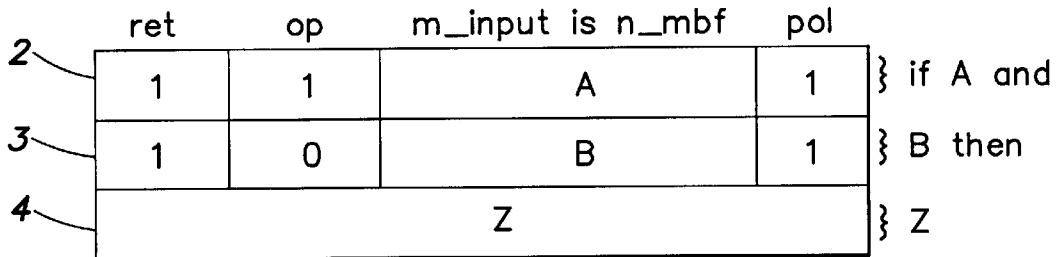 ret op m_input is n_mbf pol
2 1 1 A 1 if A and
3 1 0 B 1 B then
4 Z Z